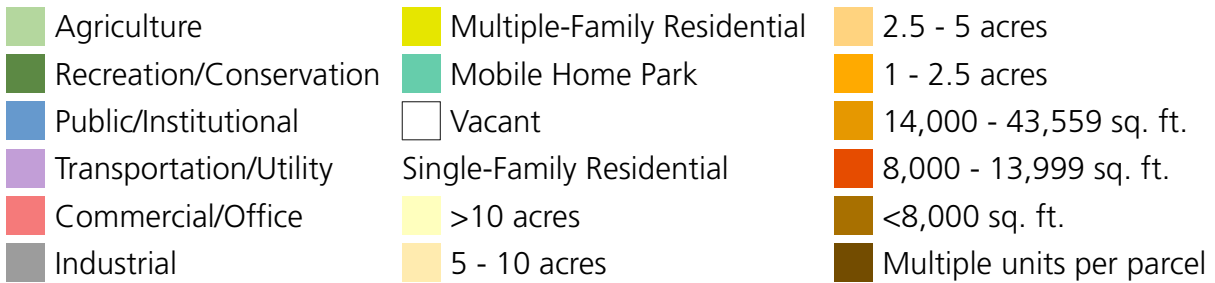 Agriculture
Recreation/Conservation
Public/Institutional
Transportation/Utility
Commercial/Office
Industrial
Multiple-Family Residential
Mobile Home Park
Vacant
Single-Family Residential
>10 acres
5 - 10 acres
2.5 - 5 acres
1 - 2.5 acres
14,000 - 43,559 sq. ft.
8,000 - 13,999 sq. ft.
<8,000 sq. ft.
Multiple units per parcel